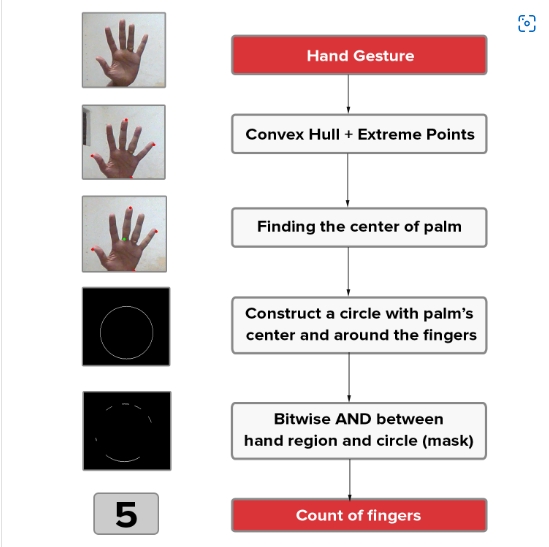 Hand Gesture
Convex Hull + Extreme Points
Finding the center of palm
Construct a circle with palm's
center and around the fingers
Bitwise AND between
hand region and circle (mask)
5
Count of fingers